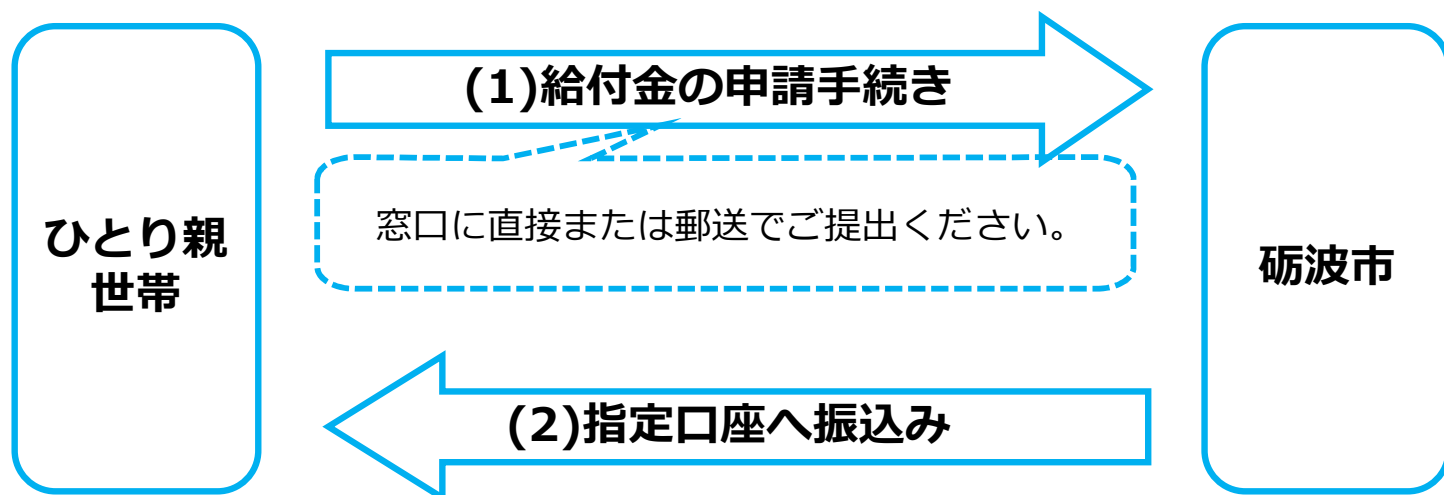 (1)給付金の申請手続き
窓口に直接または郵送でご提出ください。
ひとり親
世帯
砺波市
(2)指定口座へ振込み